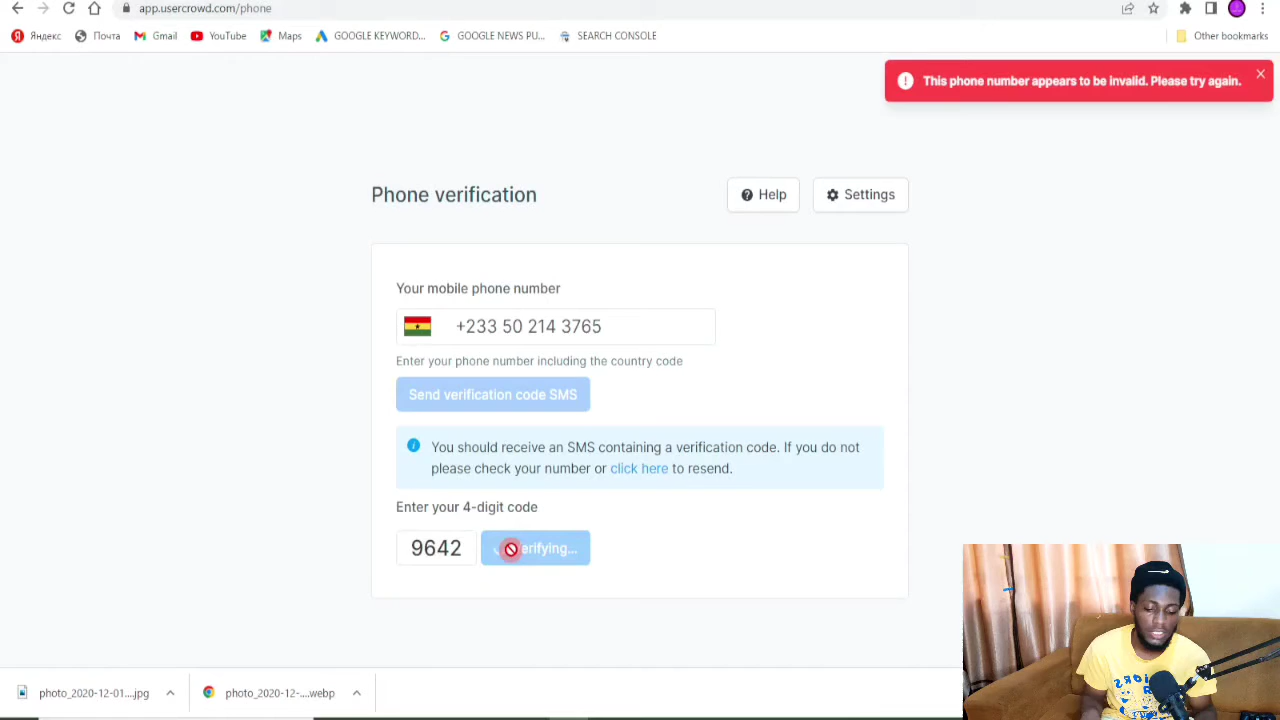 app.usercrowd.com/phone
Яндекс
Почта
Gmail
YouTube
Maps
GOOGLE KEYWORD...
GOOGLE NEWS PU...
SEARCH CONSOLE
Other bookmarks
This phone number appears to be invalid. Please try again.
Phone verification
Help
Settings
Your mobile phone number
+233 50 214 3765
Enter your phone number including the country code
Send verification code SMS
You should receive an SMS containing a verification code. If you do not
please check your number or click here to resend.
Enter your 4-digit code
9642
photo_2020-12-01....jpg
photo_2020-12-....webp